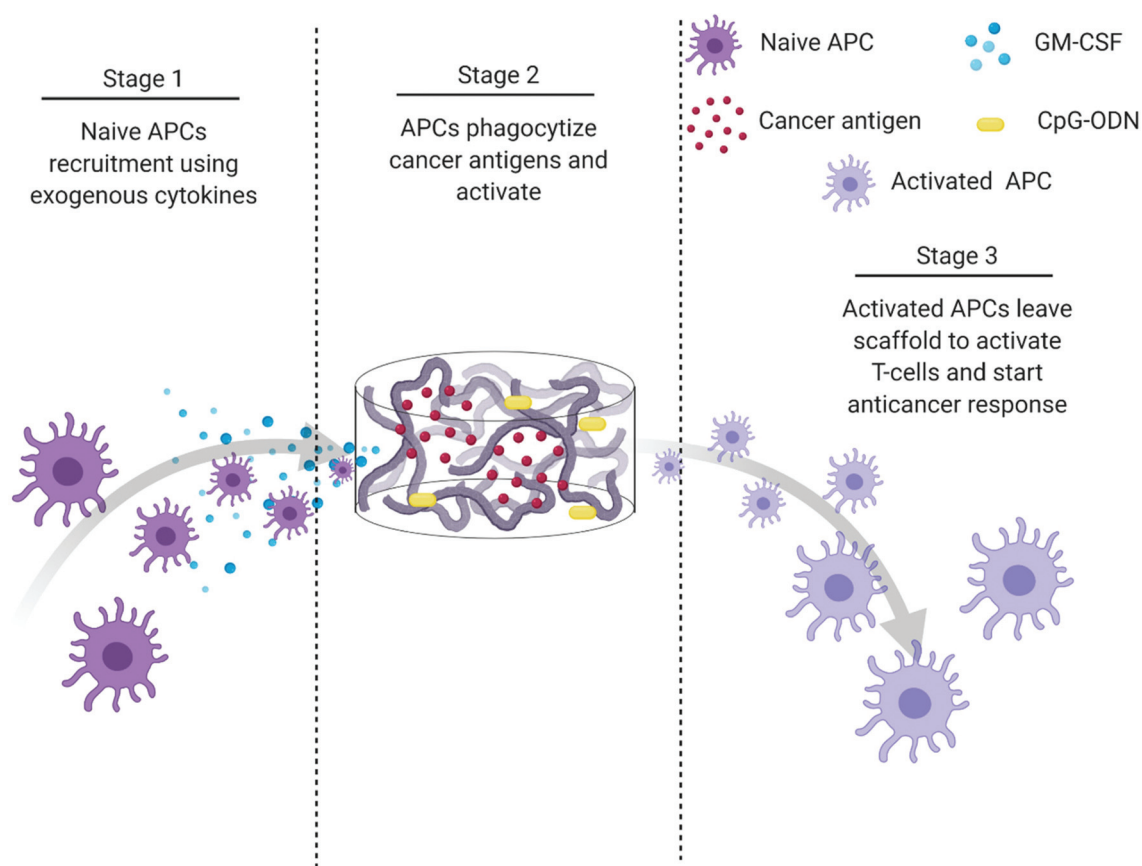 Stage 1
Naive APCs
recruitment using
exogenous cytokines
Stage 2
APCs phagocytize
cancer antigens and
activate
Naive APC
GM-CSF
Cancer antigen
CpG-ODN
Activated APC
Stage 3
Activated APCs leave
scaffold to activate
T-cells and start
anticancer response